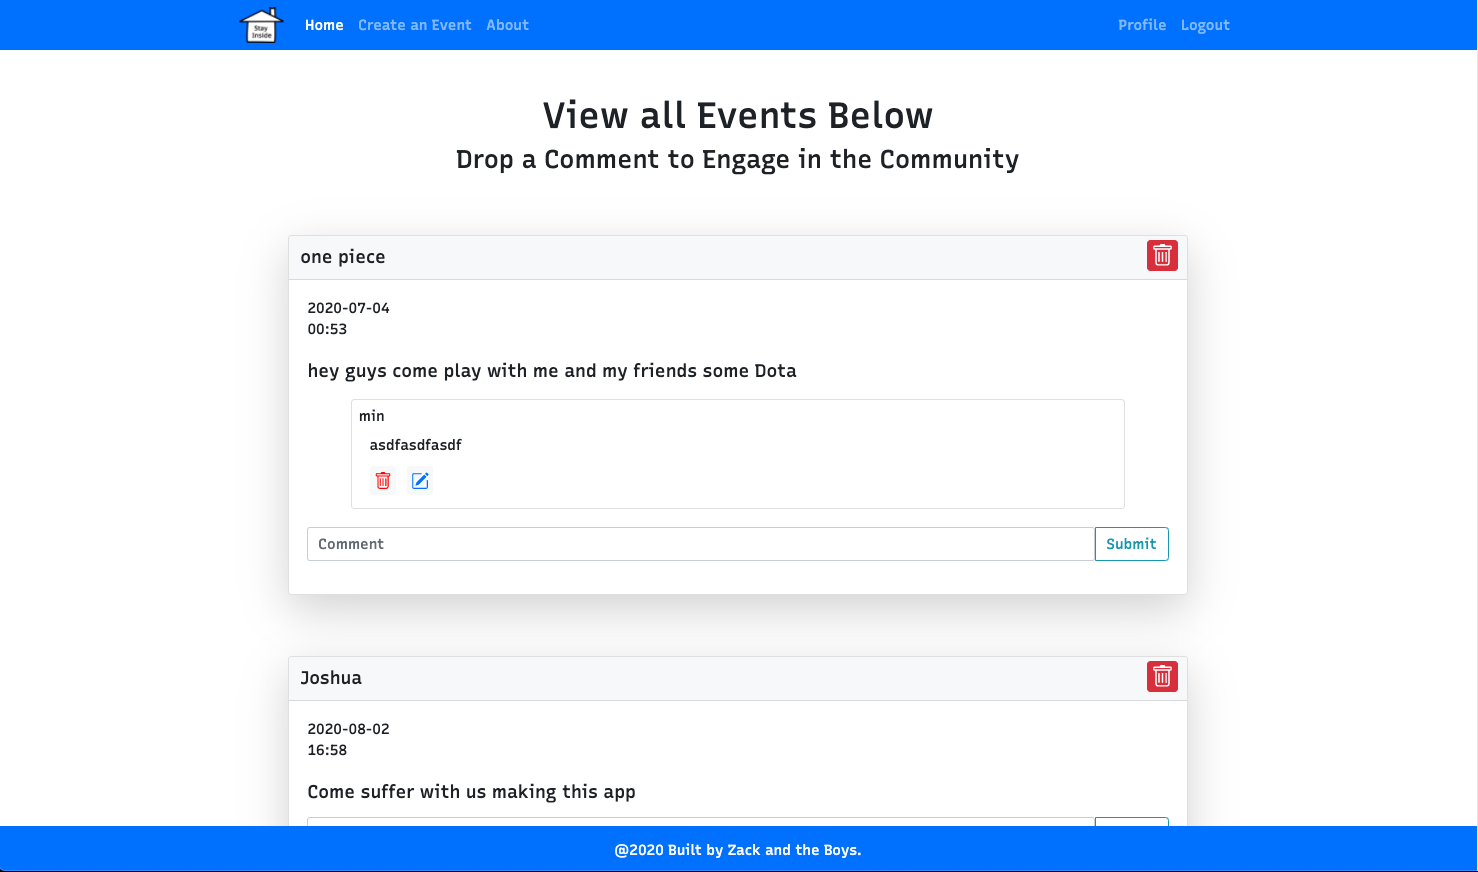 Stay
Inside
Home Create an Event About Profile Logout
View all Events Below
Drop a Comment to Engage in the Community
one piece
2020-07-04
00:53
hey guys come play with me and my friends some Dota
min
asdfasdfasdf
Comment Submit
Joshua
2020-08-02
16:58
Come suffer with us making this app
@2020 Built by Zack and the Boys.